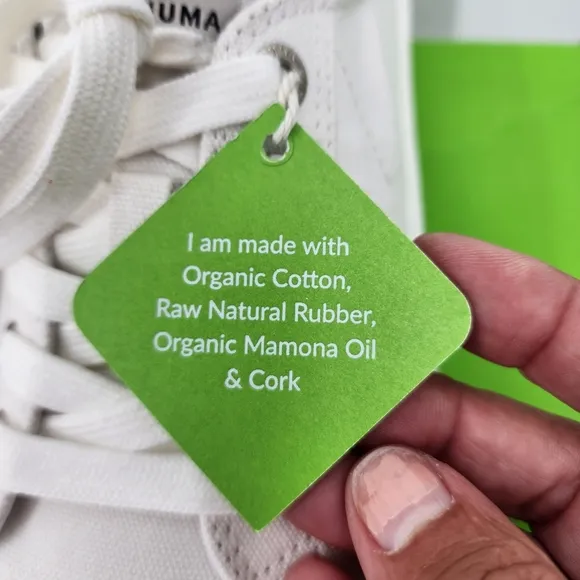 I am made with
Organic Cotton,
Raw Natural Rubber,
Organic Mamona Oil
& Cork